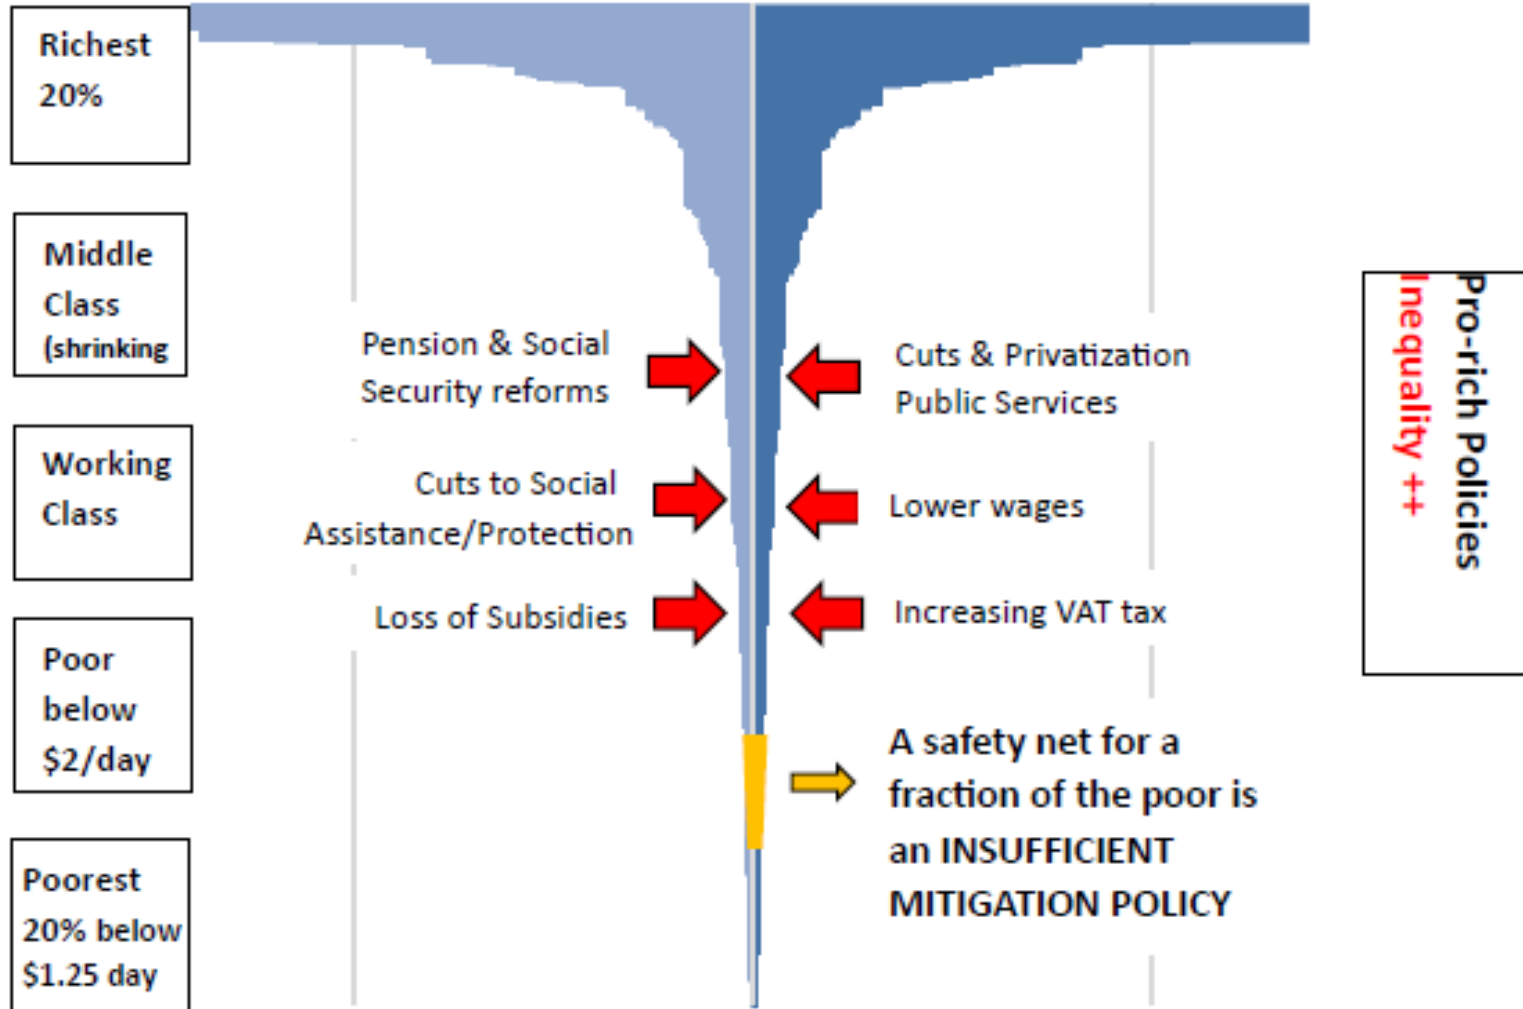 Richest
20%
Middle
Class
(shrinking
Working
Class
Poor
below
$2/day
Poorest
20% below
$1.25 day
Pension & Social
Security reforms
Cuts to Social
Assistance/Protection
Loss of Subsidies
Cuts & Privatization
Public Services
Lower wages
Increasing VAT tax
A safety net for a
fraction of the poor is
an INSUFFICIENT
MITIGATION POLICY
Pro-rich Policies
Inequality ++